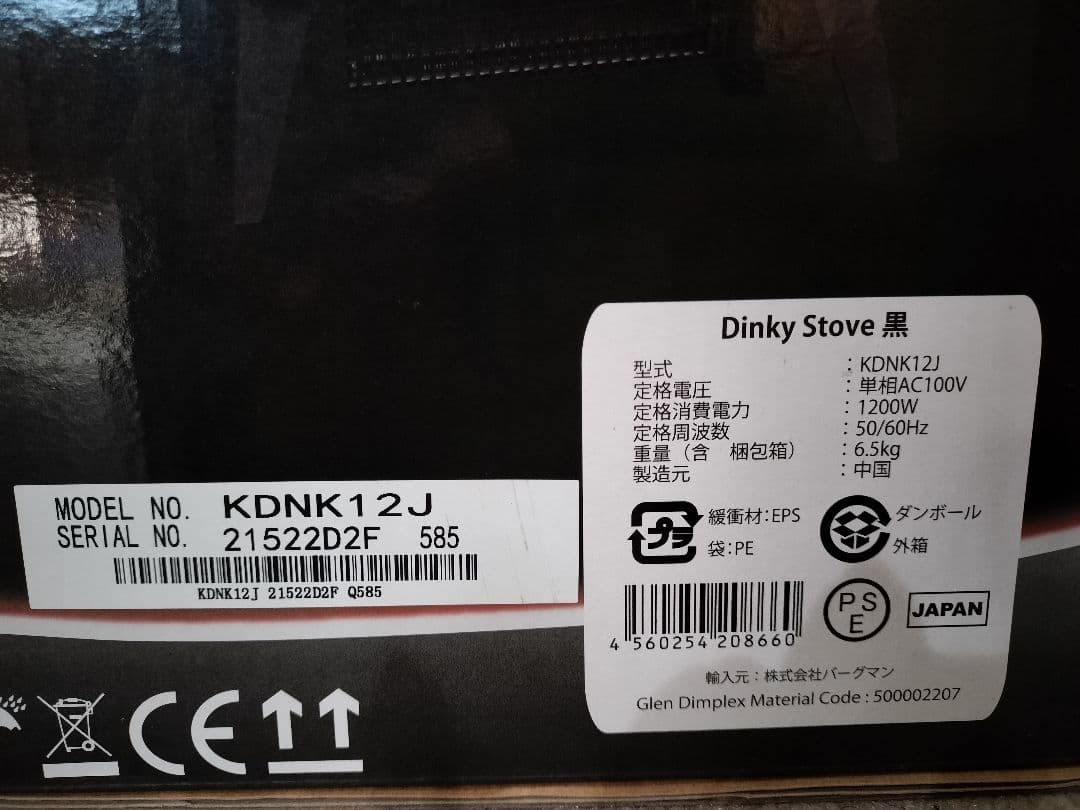 Dinky Stove 黒
型式 : KDNK12J
定格電圧 : 単相AC100V
定格消費電力 : 1200W
定格周波数 : 50/60Hz
重量（含 梱包箱） : 6.5kg
製造元 : 中国
プラ 緩衝材:EPS
袋:PE
ダンボール
外箱
4 560254 208660
PSE
JAPAN
輸入元：株式会社バーグマン
Glen Dimplex Material Code : 500002207
MODEL NO. KDNK12J
SERIAL NO. 21522D2F 585
KDNK12J 21522D2F Q585
CE